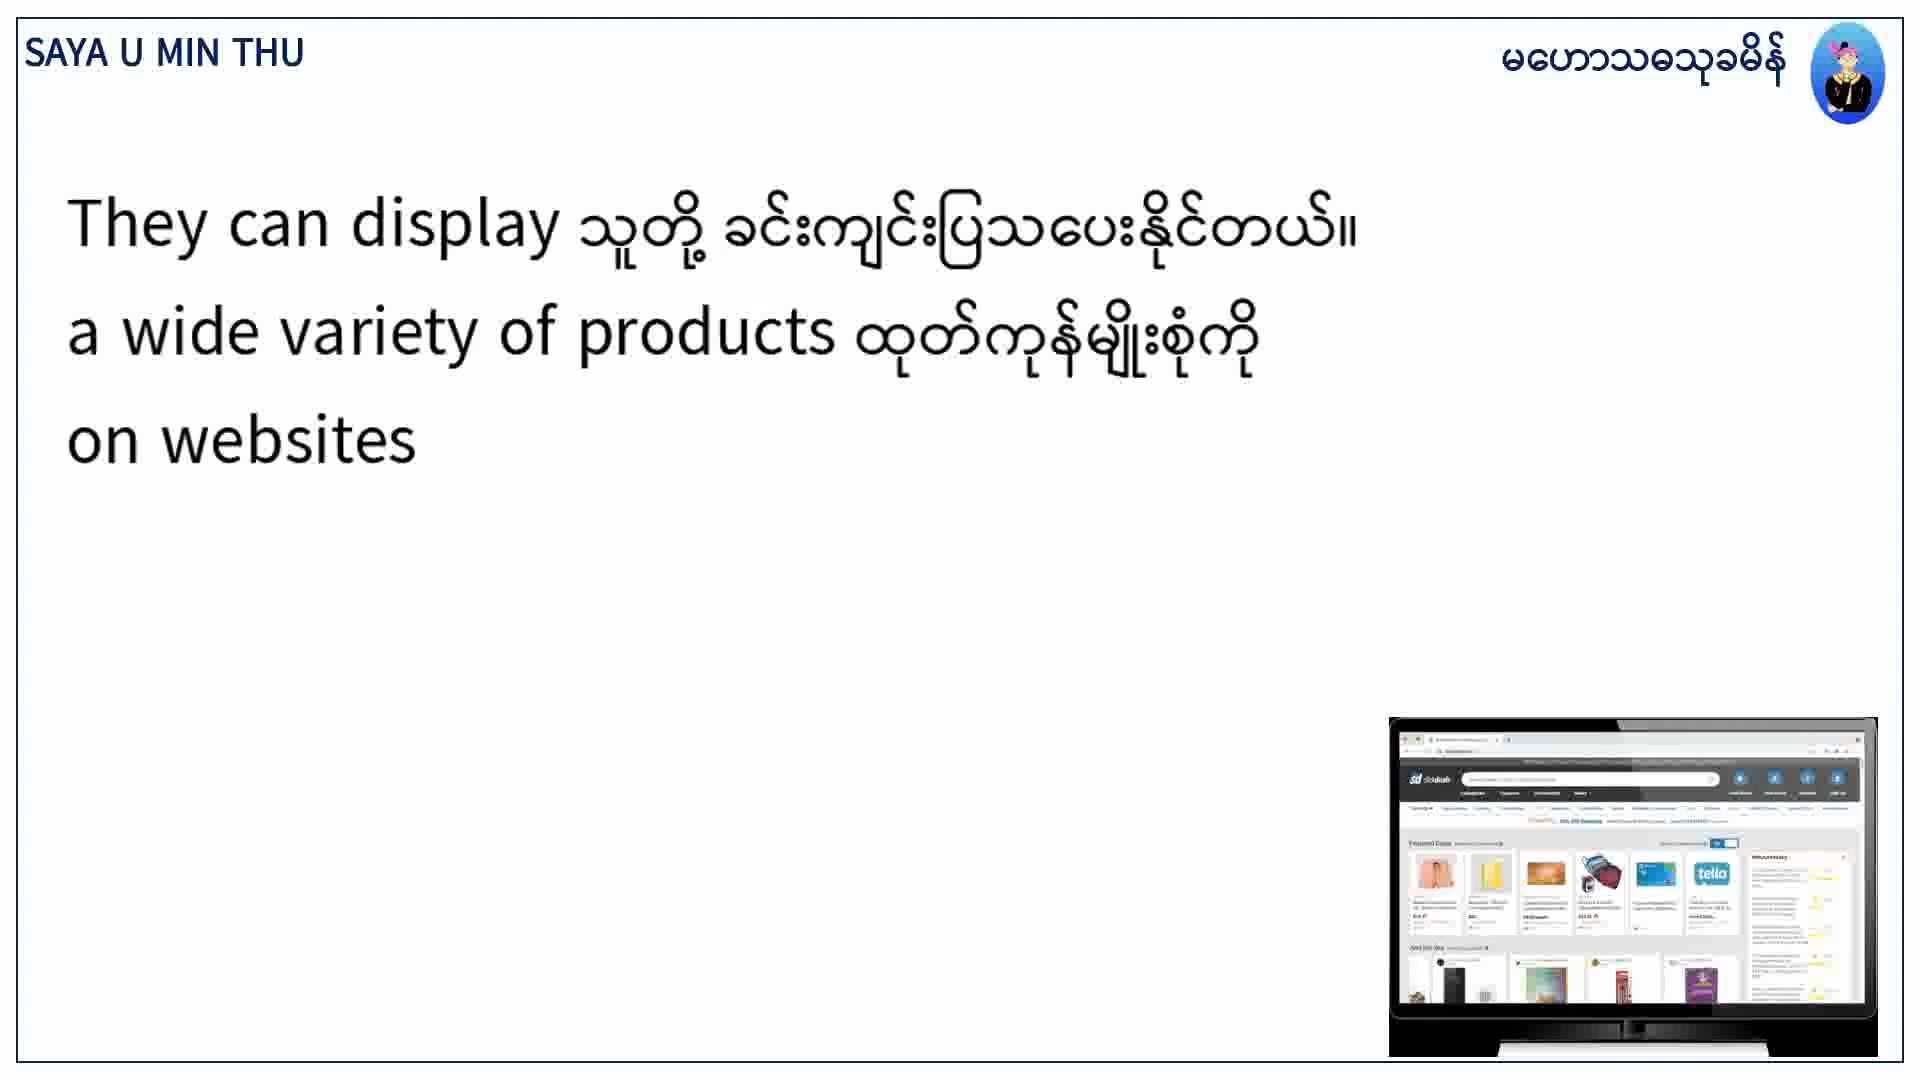 SAYA U MIN THU
မဟောသဓသုခမိန်
They can display သူတို့ ခင်းကျင်းပြသပေးနိုင်တယ်။
a wide variety of products ထုတ်ကုန်မျိုးစုံကို
on websites
sd
tello